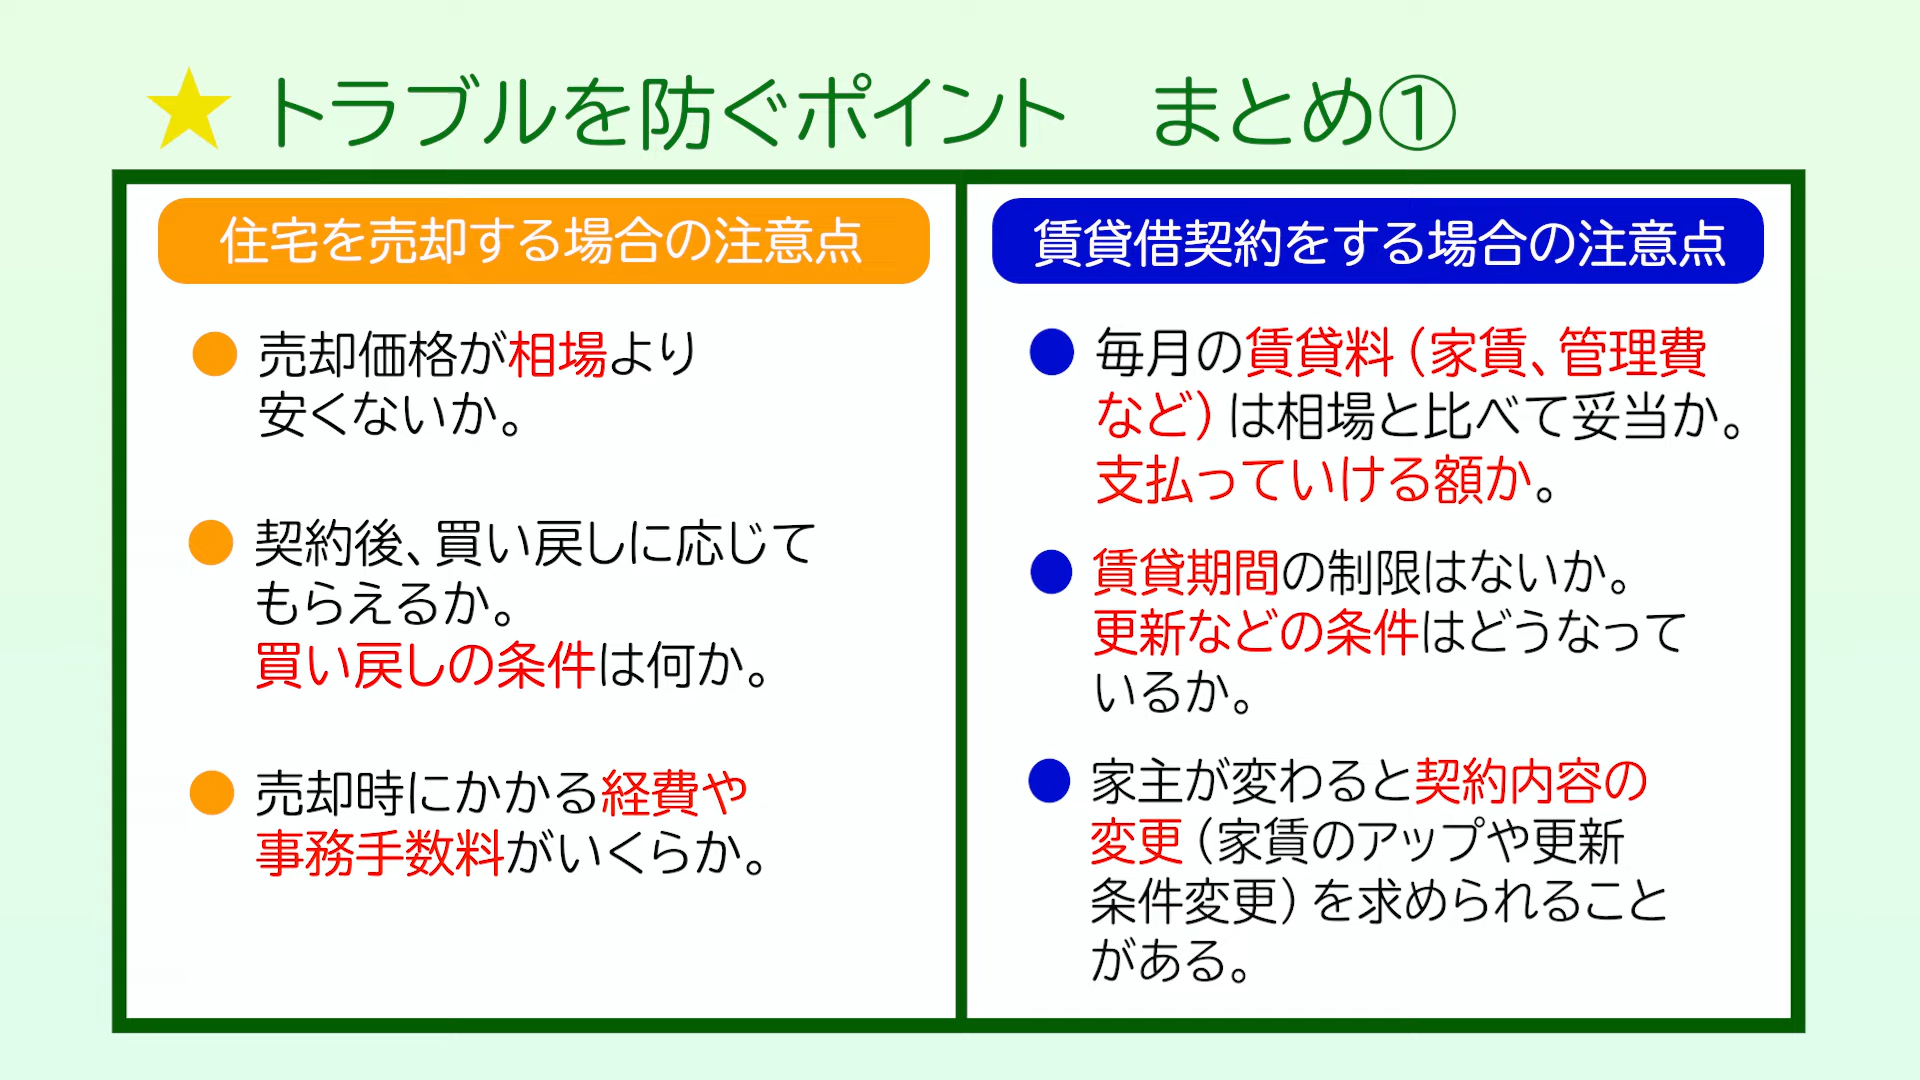 ★ トラブルを防ぐポイント　まとめ①
住宅を売却する場合の注意点
● 売却価格が相場より
安くないか。
● 契約後、買い戻しに応じて
もらえるか。
買い戻しの条件は何か。
● 売却時にかかる経費や
事務手数料がいくらか。
賃貸借契約をする場合の注意点
● 毎月の賃貸料（家賃、管理費
など）は相場と比べて妥当か。
支払っていける額か。
● 賃貸期間の制限はないか。
更新などの条件はどうなって
いるか。
● 家主が変わると契約内容の
変更（家賃のアップや更新
条件変更）を求められること
がある。